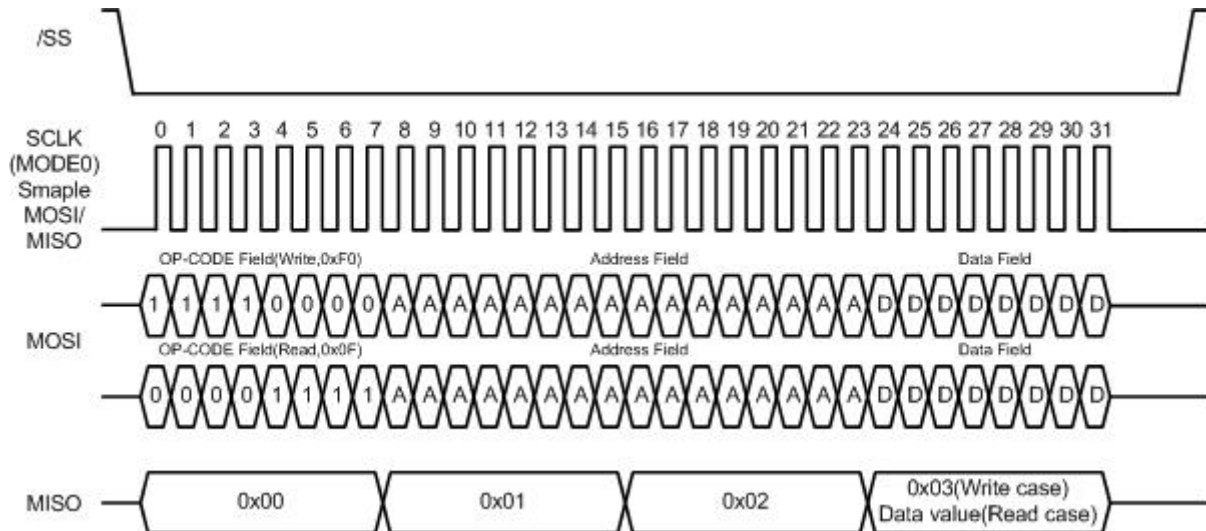 /SS
SCLK
(MODE0)
Smaple
MOSI/
MISO
0 1 2 3 4 5 6 7 8 9 10 11 12 13 14 15 16 17 18 19 20 21 22 23 24 25 26 27 28 29 30 31
OP-CODE Field(Write,0xF0) Address Field Data Field
1 1 1 1 0 0 0 0 A A A A A A A A A A A A A A A A D D D D D D D D
MOSI
OP-CODE Field(Read,0x0F) Address Field Data Field
0 0 0 0 1 1 1 1 A A A A A A A A A A A A A A A A D D D D D D D D
MISO 0x00 0x01 0x02 0x03(Write case)
Data value(Read case)